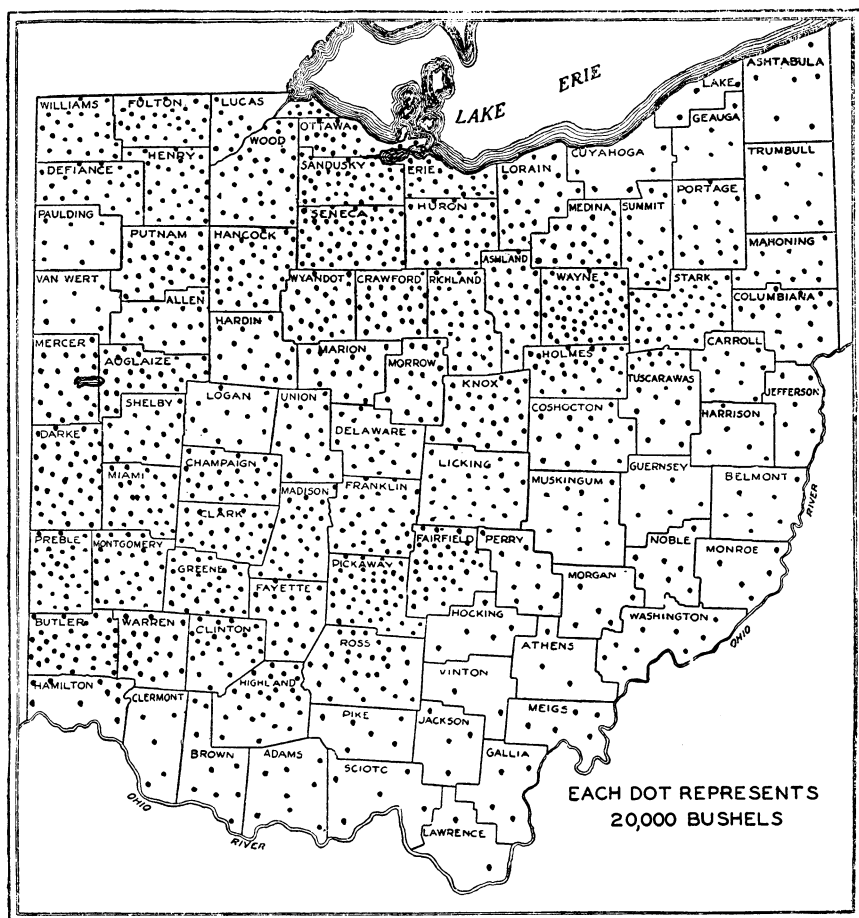 LAKE ERIE
ASHTABULA
LAKE
GEAUGA
WILLIAMS
FULTON
LUCAS
OTTAWA
WOOD
HENRY
DEFIANCE
SANDUSKY
ERIE
LORAIN
CUYAHOGA
TRUMBULL
PAULDING
PUTNAM
HANCOCK
SENECA
HURON
MEDINA
SUMMIT
PORTAGE
MAHONING
VAN WERT
ALLEN
WYANDOT
CRAWFORD
RICHLAND
ASHLAND
WAYNE
STARK
COLUMBIANA
HARDIN
MERCER
AUGLAIZE
MARION
MORROW
HOLMES
CARROLL
TUSCARAWAS
JEFFERSON
SHELBY
LOGAN
UNION
KNOX
COSHOCTON
HARRISON
DARKE
DELAWARE
CHAMPAIGN
LICKING
GUERNSEY
BELMONT
MIAMI
MADISON
FRANKLIN
MUSKINGUM
CLARK
PREBLE
MONTGOMERY
GREENE
PICKAWAY
FAIRFIELD
PERRY
NOBLE
MONROE
FAYETTE
MORGAN
HOCKING
WASHINGTON
BUTLER
WARREN
CLINTON
ROSS
ATHENS
VINTON
HAMILTON
CLERMONT
HIGHLAND
MEIGS
PIKE
JACKSON
BROWN
ADAMS
SCIOTC
GALLIA
LAWRENCE
OHIO
RIVER
OHIO
RIVER
EACH DOT REPRESENTS
20,000 BUSHELS